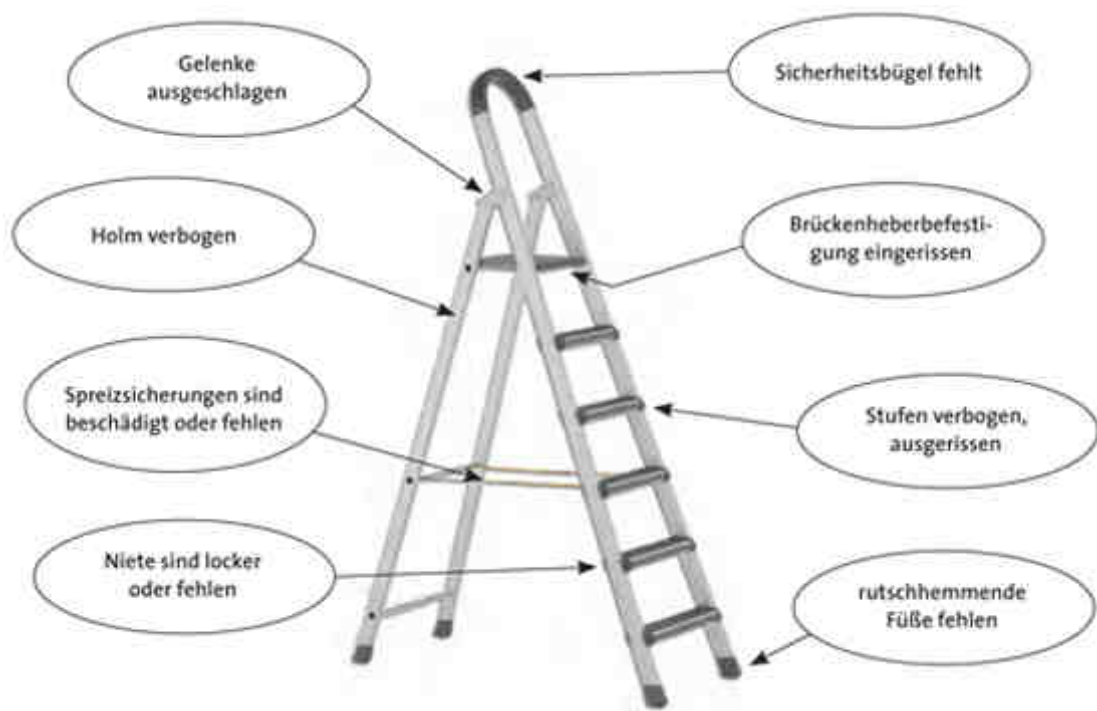 Gelenke
ausgeschlagen
Sicherheitsbügel fehlt
Holm verbogen
Brückenheberbefesti-
gung eingerissen
Spreizsicherungen sind
beschädigt oder fehlen
Stufen verbogen,
ausgerissen
Niete sind locker
oder fehlen
rutschhemmende
Füße fehlen